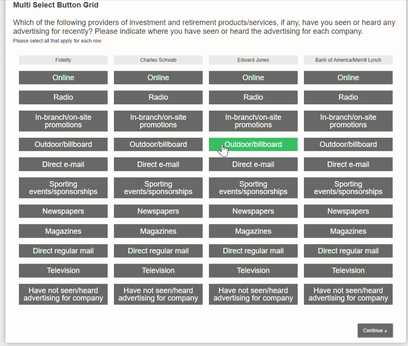 Multi Select Button Grid
Which of the following providers of investment and retirement products/services, if any, have you seen or heard any
advertising for recently? Please indicate where you have seen or heard the advertising for each company.
Please select all that apply for each row.
Fidelity Charles Schwab Edward Jones Bank of America/Merrill Lynch
Online Online Online Online
Radio Radio Radio Radio
In-branch/on-site In-branch/on-site In-branch/on-site In-branch/on-site
promotions promotions promotions promotions
Outdoor/billboard Outdoor/billboard Outdoor/billboard Outdoor/billboard
Direct e-mail Direct e-mail Direct e-mail Direct e-mail
Sporting Sporting Sporting Sporting
events/sponsorships events/sponsorships events/sponsorships events/sponsorships
Newspapers Newspapers Newspapers Newspapers
Magazines Magazines Magazines Magazines
Direct regular mail Direct regular mail Direct regular mail Direct regular mail
Television Television Television Television
Have not seen/heard Have not seen/heard Have not seen/heard Have not seen/heard
advertising for company advertising for company advertising for company advertising for company
Continue »